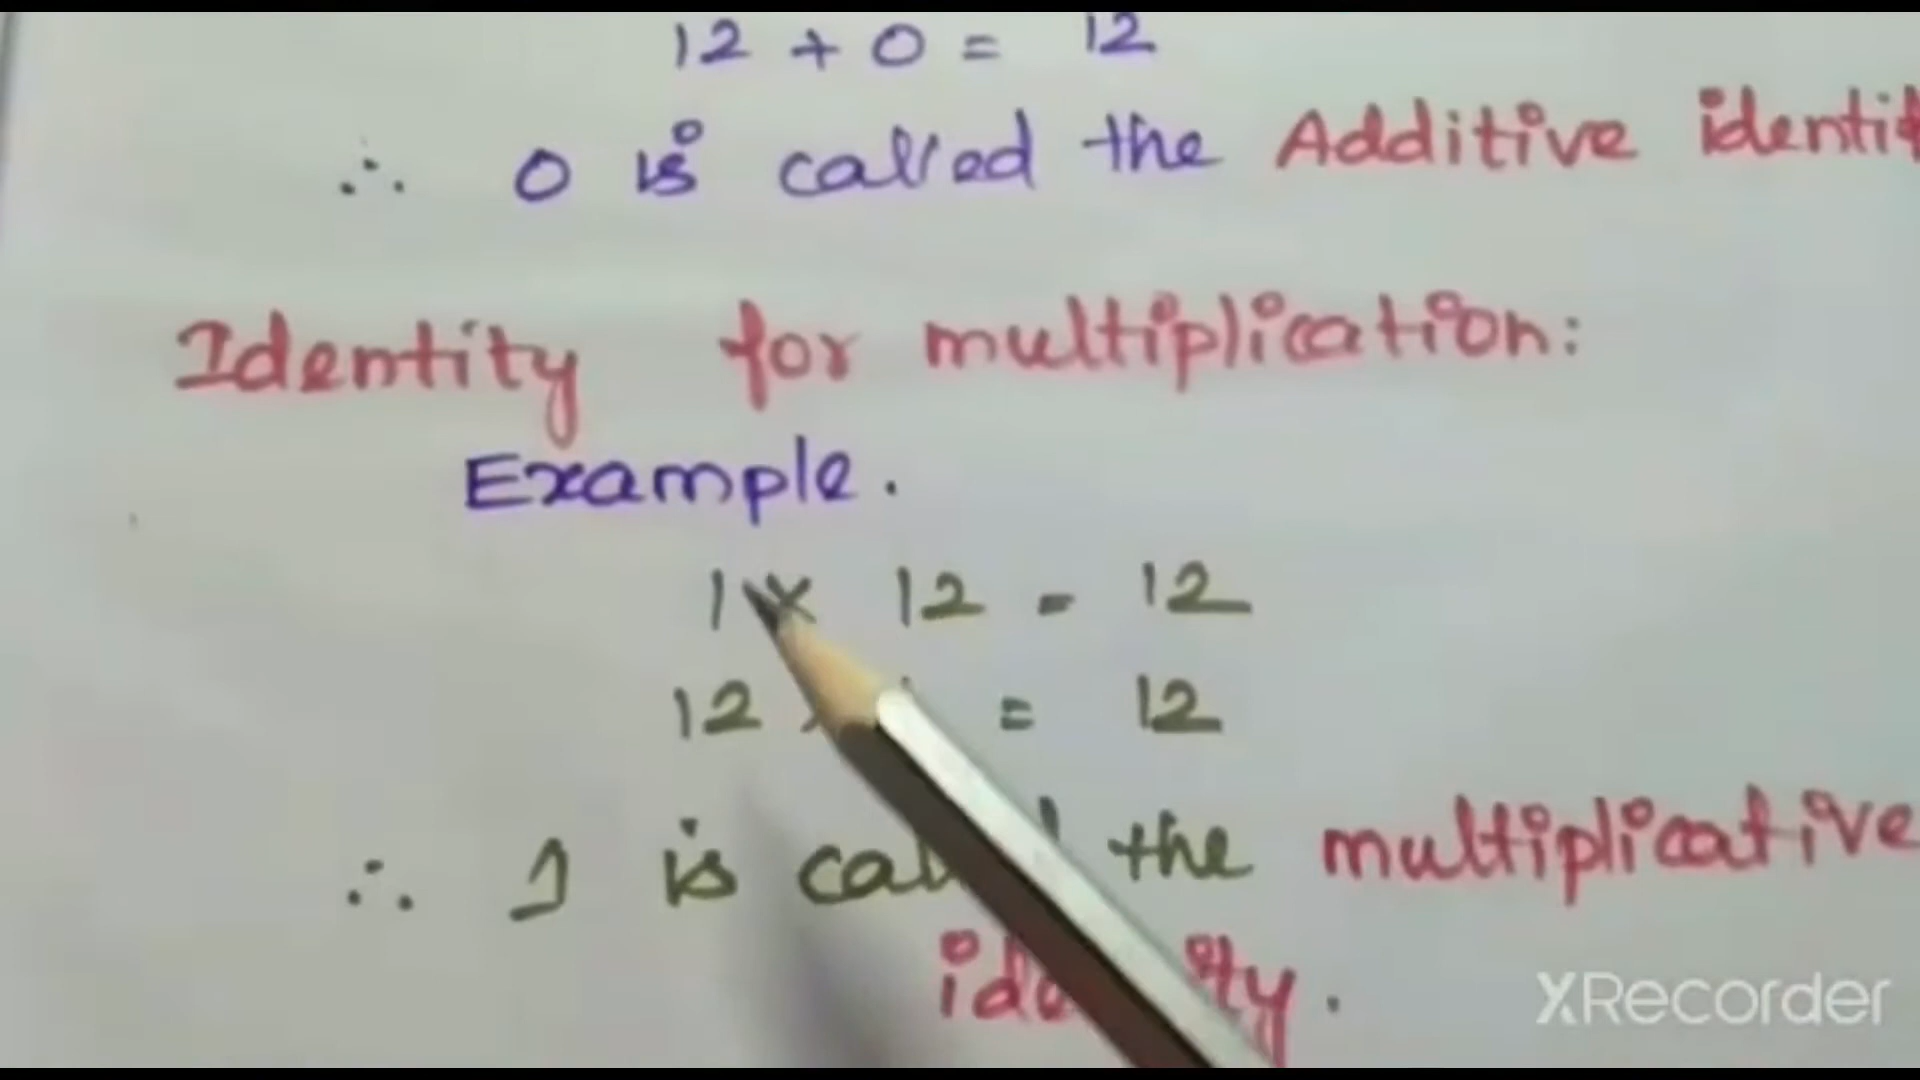 12 + 0 = 12
∴ 0 is called the Additive
Identity for multiplication:
Example.
1 × 12 = 12
12 = 12
∴ 1 is the multiplicative
XRecorder